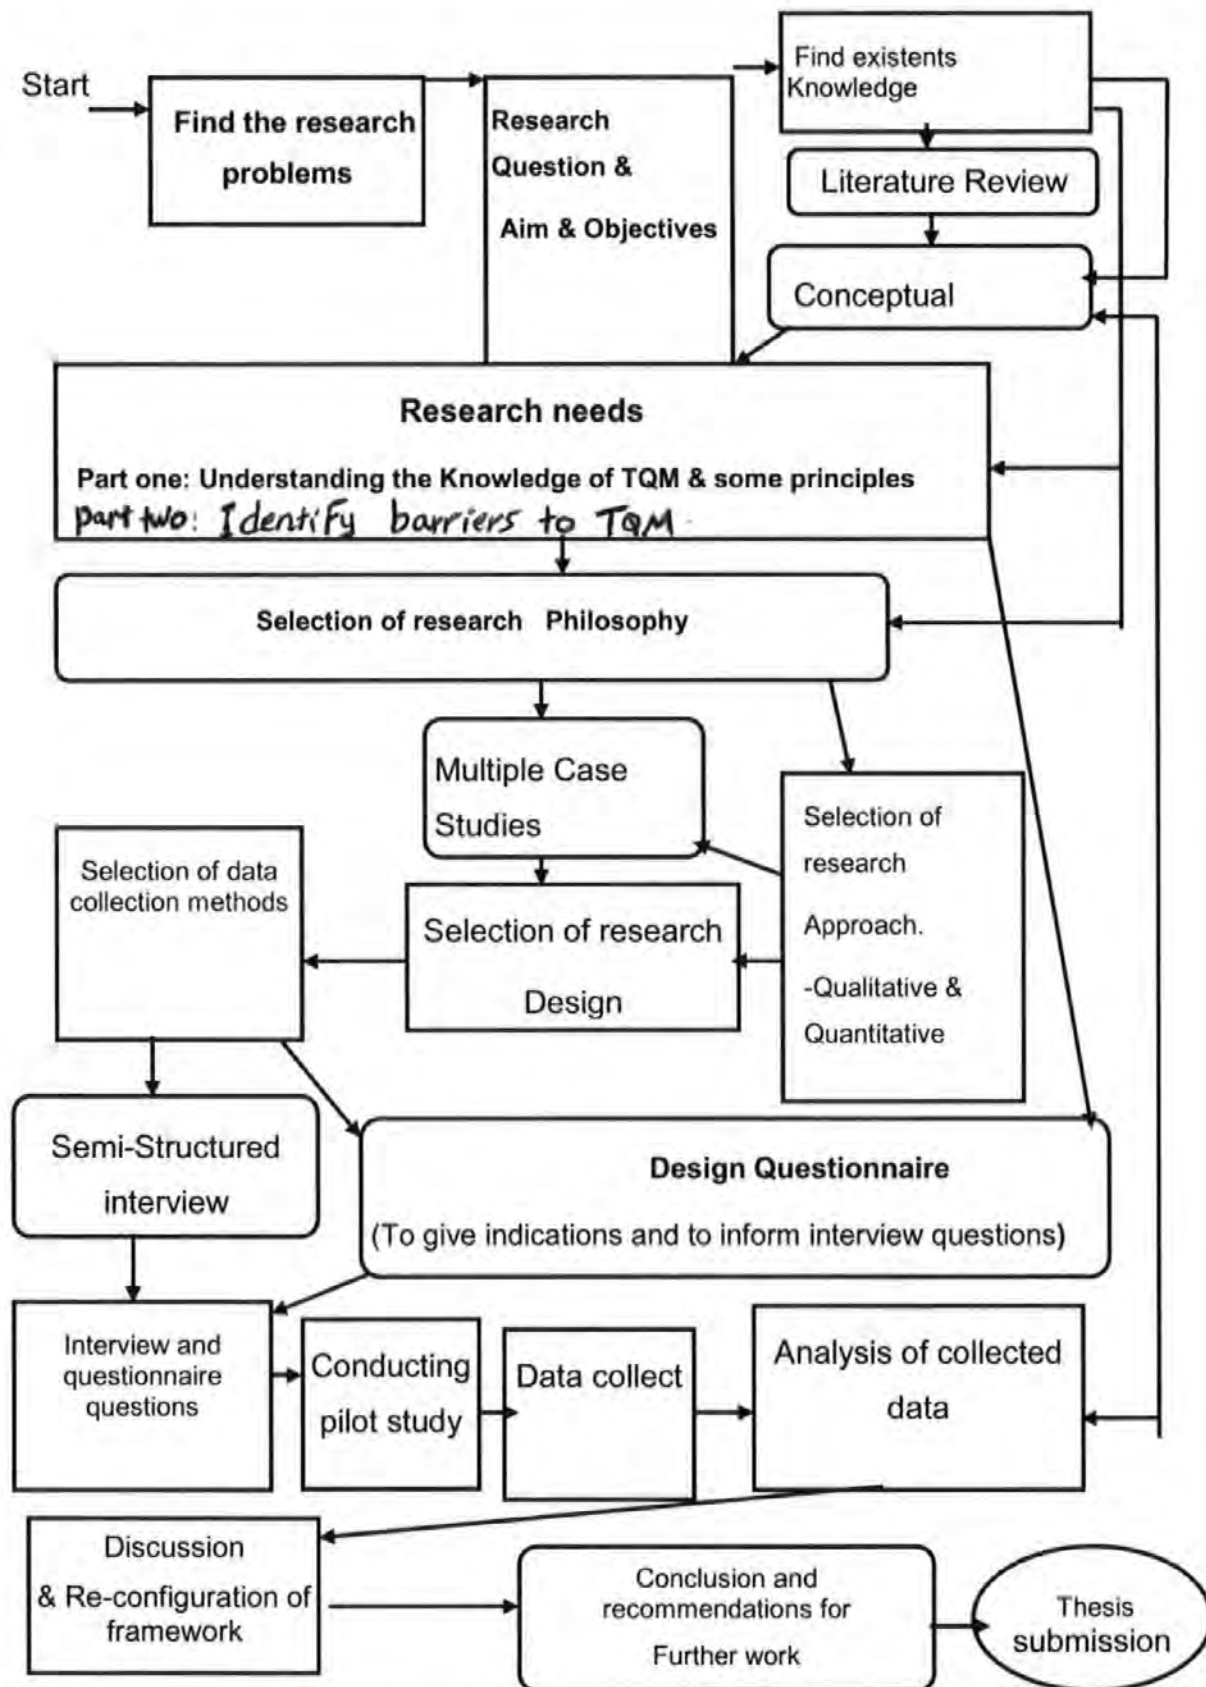 Start
Find the research
problems
Research
Question &
Aim & Objectives
Find existents
Knowledge
Literature Review
Conceptual
Research needs
Part one: Understanding the Knowledge of TQM & some principles
Part two: Identify barriers to TQM
Selection of research Philosophy
Multiple Case
Studies
Selection of
research
Approach.
-Qualitative &
Quantitative
Selection of data
collection methods
Selection of research
Design
Semi-Structured
interview
Design Questionnaire
(To give indications and to inform interview questions)
Interview and
questionnaire
questions
Conducting
pilot study
Data collect
Analysis of collected
data
Discussion
& Re-configuration of
framework
Conclusion and
recommendations for
Further work
Thesis
submission